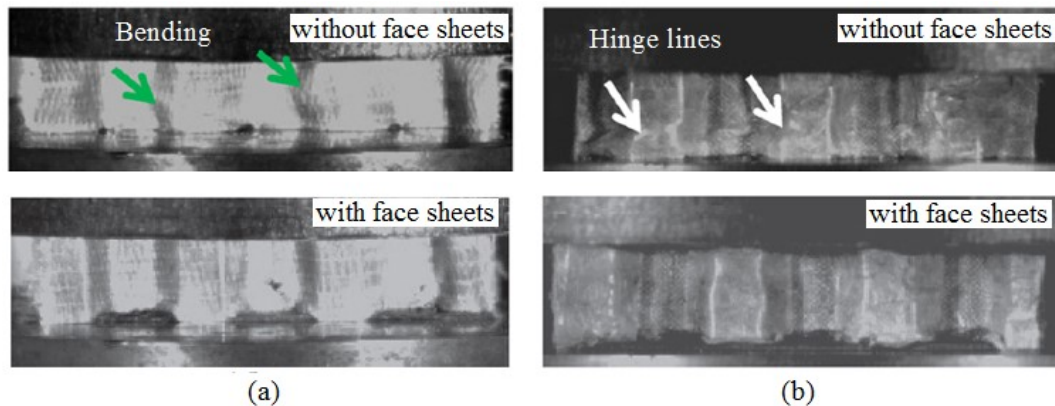 without face sheets
Bending
without face sheets
Hinge lines
with face sheets
with face sheets
(a)
(b)